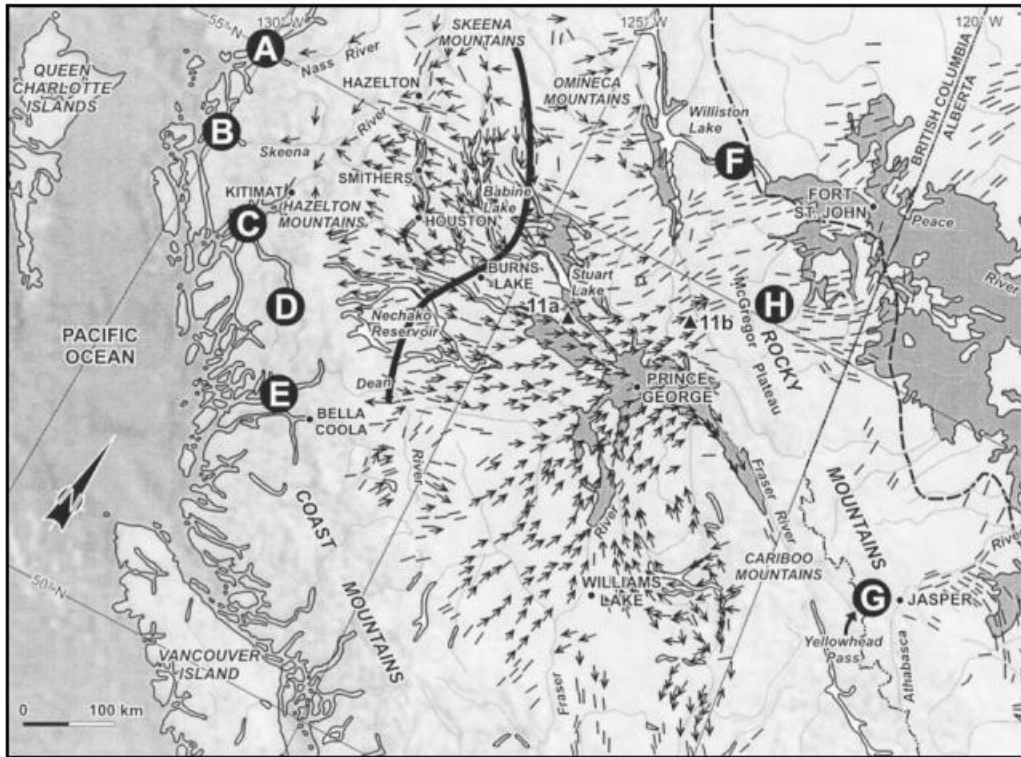 55° N
130° W
125° W
120° W
A
Nass River
SKEENA
MOUNTAINS
QUEEN
CHARLOTTE
ISLANDS
HAZELTON
OMINECA
MOUNTAINS
BRITISH COLUMBIA
ALBERTA
B
River
Skeena
Williston
Lake
F
SMITHERS
KITIMAT
HAZELTON
MOUNTAINS
Babine
Lake
FORT
ST. JOHN
C
HOUSTON
Peace
River
BURNS
LAKE
Stuart
Lake
D
11a
11b
H
McGregor
Plateau
ROCKY
MOUNTAINS
Nechako
Reservoir
PACIFIC
OCEAN
E
Dean
River
PRINCE
GEORGE
BELLA
COOLA
Fraser
River
River
COAST
MOUNTAINS
CARIBOO
MOUNTAINS
River
50° N
WILLIAMS
LAKE
G
JASPER
VANCOUVER
ISLAND
Yellowhead
Pass
Athabasca
Fraser
0 100 km